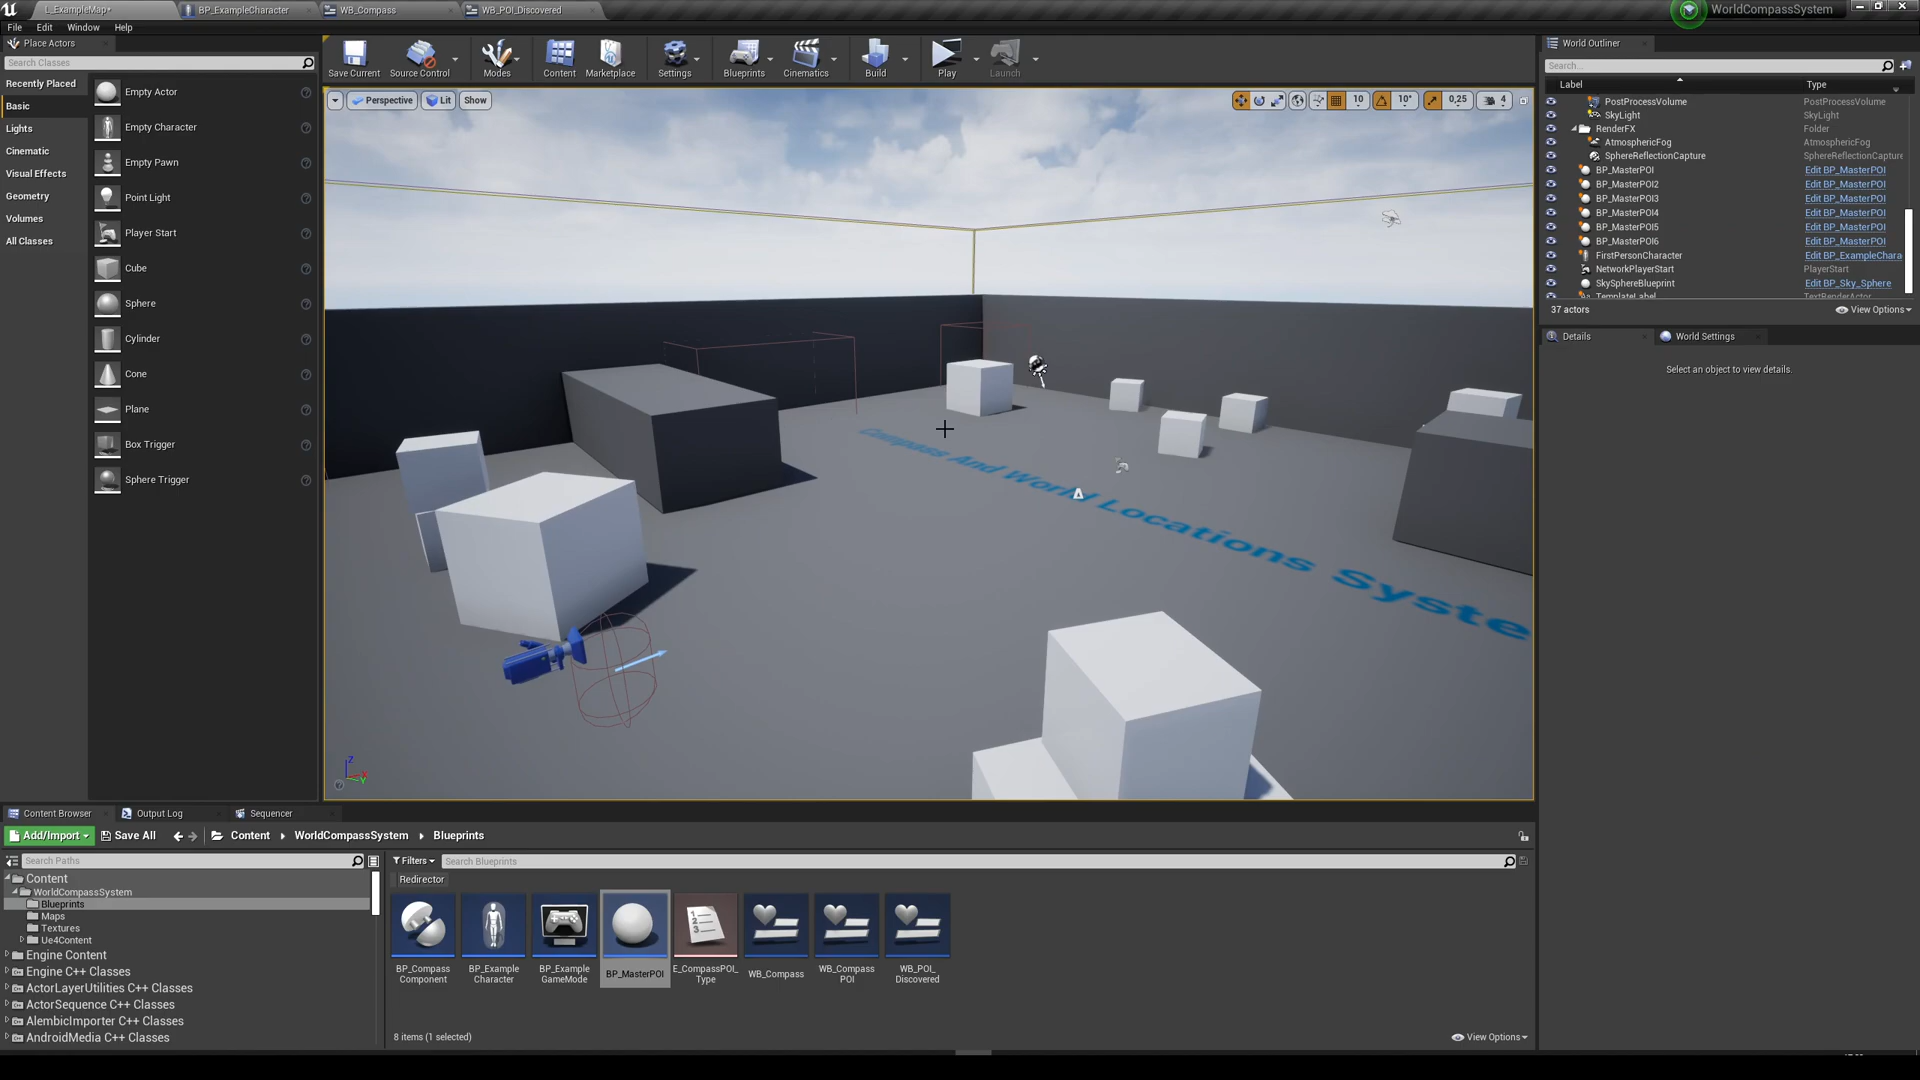 L_ExampleMap*
BP_ExampleCharacter
WB_Compass
WB_POI_Discovered
WorldCompassSystem
File
Edit
Window
Help
Place Actors
Search Classes
Recently Placed
Basic
Lights
Cinematic
Visual Effects
Geometry
Volumes
All Classes
Empty Actor
Empty Character
Empty Pawn
Point Light
Player Start
Cube
Sphere
Cylinder
Cone
Plane
Box Trigger
Sphere Trigger
Save Current
Source Control
Modes
Content
Marketplace
Settings
Blueprints
Cinematics
Build
Play
Launch
Perspective
Lit
Show
10
10°
0,25
4
Compass And World Locations Syste
Z
World Outliner
Search...
Label
Type
PostProcessVolume
PostProcessVolume
SkyLight
SkyLight
RenderFX
Folder
AtmosphericFog
AtmosphericFog
SphereReflectionCapture
SphereReflectionCapture
BP_MasterPOI
Edit BP_MasterPOI
BP_MasterPOI2
Edit BP_MasterPOI
BP_MasterPOI3
Edit BP_MasterPOI
BP_MasterPOI4
Edit BP_MasterPOI
BP_MasterPOI5
Edit BP_MasterPOI
BP_MasterPOI6
Edit BP_MasterPOI
FirstPersonCharacter
Edit BP_ExampleChara
NetworkPlayerStart
PlayerStart
SkySphereBlueprint
Edit BP_Sky_Sphere
TemplateLabel
TextRenderActor
37 actors
View Options
Details
World Settings
Select an object to view details.
Content Browser
Output Log
Sequencer
Add/Import
Save All
Content
WorldCompassSystem
Blueprints
Search Paths
Filters
Search Blueprints
Redirector
Content
WorldCompassSystem
Blueprints
Maps
Textures
Ue4Content
Engine Content
Engine C++ Classes
ActorLayerUtilities C++ Classes
ActorSequence C++ Classes
AlembicImporter C++ Classes
AndroidMedia C++ Classes
BP_Compass
Component
BP_Example
Character
BP_Example
GameMode
BP_MasterPOI
E_CompassPOI_
Type
WB_Compass
WB_Compass
POI
WB_POI_
Discovered
8 items (1 selected)
View Options